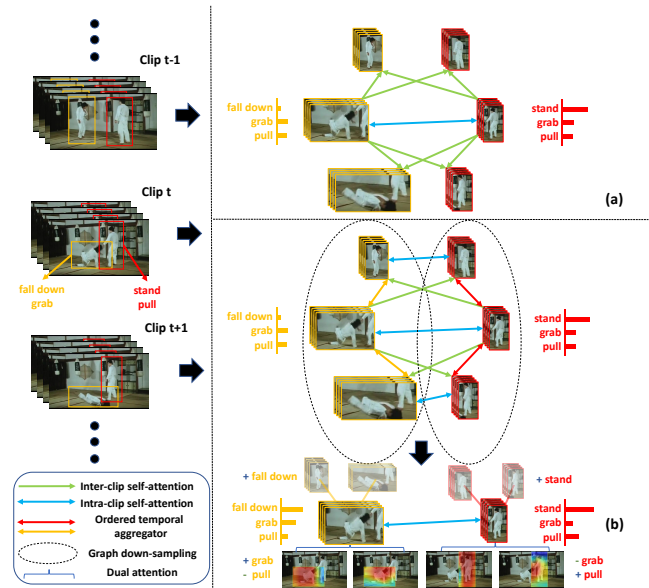 Clip t-1
Clip t
fall down
grab
stand
pull
Clip t+1
Inter-clip self-attention
Intra-clip self-attention
Ordered temporal
aggregator
Graph down-sampling
Dual attention
fall down
grab
pull
stand
grab
pull
(a)
fall down
grab
pull
stand
grab
pull
+ fall down
+ stand
fall down
grab
pull
stand
grab
pull
(b)
+ grab
- pull
- grab
+ pull